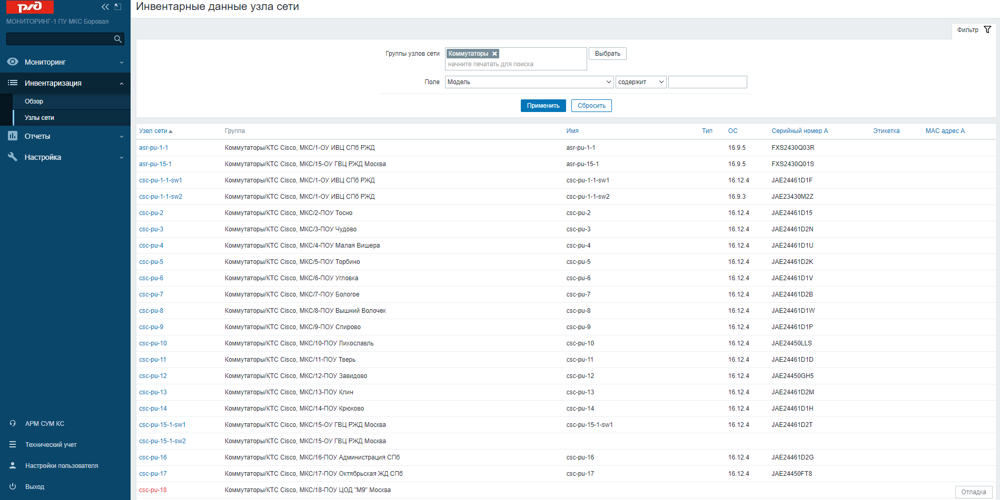 ржд
МОНИТОРИНГ-1 ПУ МКС Боровая
Мониторинг
Инвентаризация
Обзор
Узлы сети
Отчеты
Настройка
АРМ СУМ КС
Технический учет
Настройки пользователя
Выход
Инвентарные данные узла сети
Фильтр
Группы узлов сети Коммутаторы Выбрать
начните печатать для поиска
Поле Модель содержит
Применить Сбросить
Узел сети Группа Имя Тип ОС Серийный номер А Этикетка МАС адрес А
asr-pu-1-1 Коммутаторы/КТС Cisco, МКС/1-ОУ ИВЦ СПб РЖД asr-pu-1-1 16.9.5 FXS2430Q03R
asr-pu-15-1 Коммутаторы/КТС Cisco, МКС/15-ОУ ГВЦ РЖД Москва asr-pu-15-1 16.9.5 FXS2430Q01S
csc-pu-1-1-sw1 Коммутаторы/КТС Cisco, МКС/1-ОУ ИВЦ СПб РЖД csc-pu-1-1-sw1 16.12.4 JAE24461D1F
csc-pu-1-1-sw2 Коммутаторы/КТС Cisco, МКС/1-ОУ ИВЦ СПб РЖД csc-pu-1-1-sw2 16.9.3 JAE23430M2Z
csc-pu-2 Коммутаторы/КТС Cisco, МКС/2-ПОУ Тосно csc-pu-2 16.12.4 JAE24461D15
csc-pu-3 Коммутаторы/КТС Cisco, МКС/3-ПОУ Чудово csc-pu-3 16.12.4 JAE24461D2N
csc-pu-4 Коммутаторы/КТС Cisco, МКС/4-ПОУ Малая Вишера csc-pu-4 16.12.4 JAE24461D1U
csc-pu-5 Коммутаторы/КТС Cisco, МКС/5-ПОУ Торбино csc-pu-5 16.12.4 JAE24461D2K
csc-pu-6 Коммутаторы/КТС Cisco, МКС/6-ПОУ Угловка csc-pu-6 16.12.4 JAE24461D1V
csc-pu-7 Коммутаторы/КТС Cisco, МКС/7-ПОУ Бологое csc-pu-7 16.12.4 JAE24461D2B
csc-pu-8 Коммутаторы/КТС Cisco, МКС/8-ПОУ Вышний Волочек csc-pu-8 16.12.4 JAE24461D1W
csc-pu-9 Коммутаторы/КТС Cisco, МКС/9-ПОУ Спирово csc-pu-9 16.12.4 JAE24461D1P
csc-pu-10 Коммутаторы/КТС Cisco, МКС/10-ПОУ Лихославль csc-pu-10 16.12.4 JAE24450LLS
csc-pu-11 Коммутаторы/КТС Cisco, МКС/11-ПОУ Тверь csc-pu-11 16.12.4 JAE24461D1D
csc-pu-12 Коммутаторы/КТС Cisco, МКС/12-ПОУ Завидово csc-pu-12 16.12.4 JAE24450GH5
csc-pu-13 Коммутаторы/КТС Cisco, МКС/13-ПОУ Клин csc-pu-13 16.12.4 JAE24461D2M
csc-pu-14 Коммутаторы/КТС Cisco, МКС/14-ПОУ Крюково csc-pu-14 16.12.4 JAE24461D1H
csc-pu-15-1-sw1 Коммутаторы/КТС Cisco, МКС/15-ОУ ГВЦ РЖД Москва csc-pu-15-1-sw1 16.12.4 JAE24461D2T
csc-pu-15-1-sw2 Коммутаторы/КТС Cisco, МКС/15-ОУ ГВЦ РЖД Москва
csc-pu-16 Коммутаторы/КТС Cisco, МКС/16-ПОУ Администрация СПб csc-pu-16 16.12.4 JAE24461D2G
csc-pu-17 Коммутаторы/КТС Cisco, МКС/17-ПОУ Октябрьская ЖД СПб csc-pu-17 16.12.4 JAE24450FT8
csc-pu-18 Коммутаторы/КТС Cisco, МКС/18-ПОУ ЦОД "М9" Москва
Отладка